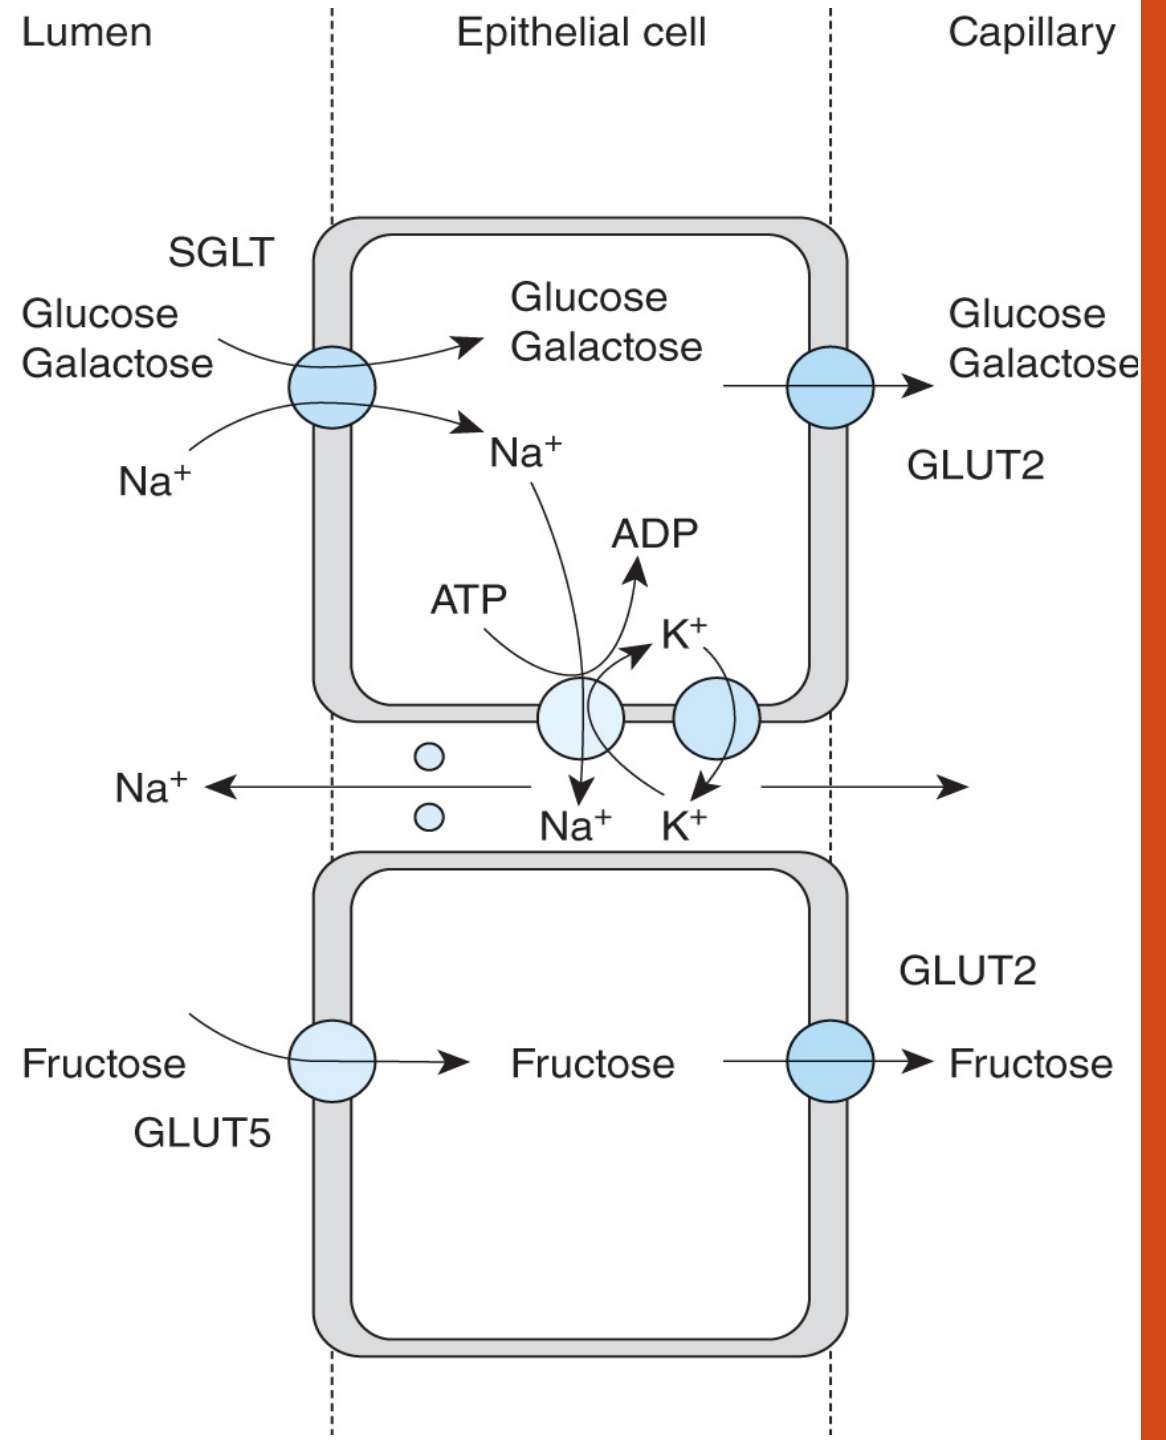 Lumen
Epithelial cell
Capillary
SGLT
Glucose
Galactose
Glucose
Galactose
Glucose
Galactose
Na⁺
Na⁺
GLUT2
ADP
ATP
K⁺
Na⁺
Na⁺
K⁺
GLUT2
Fructose
Fructose
Fructose
GLUT5